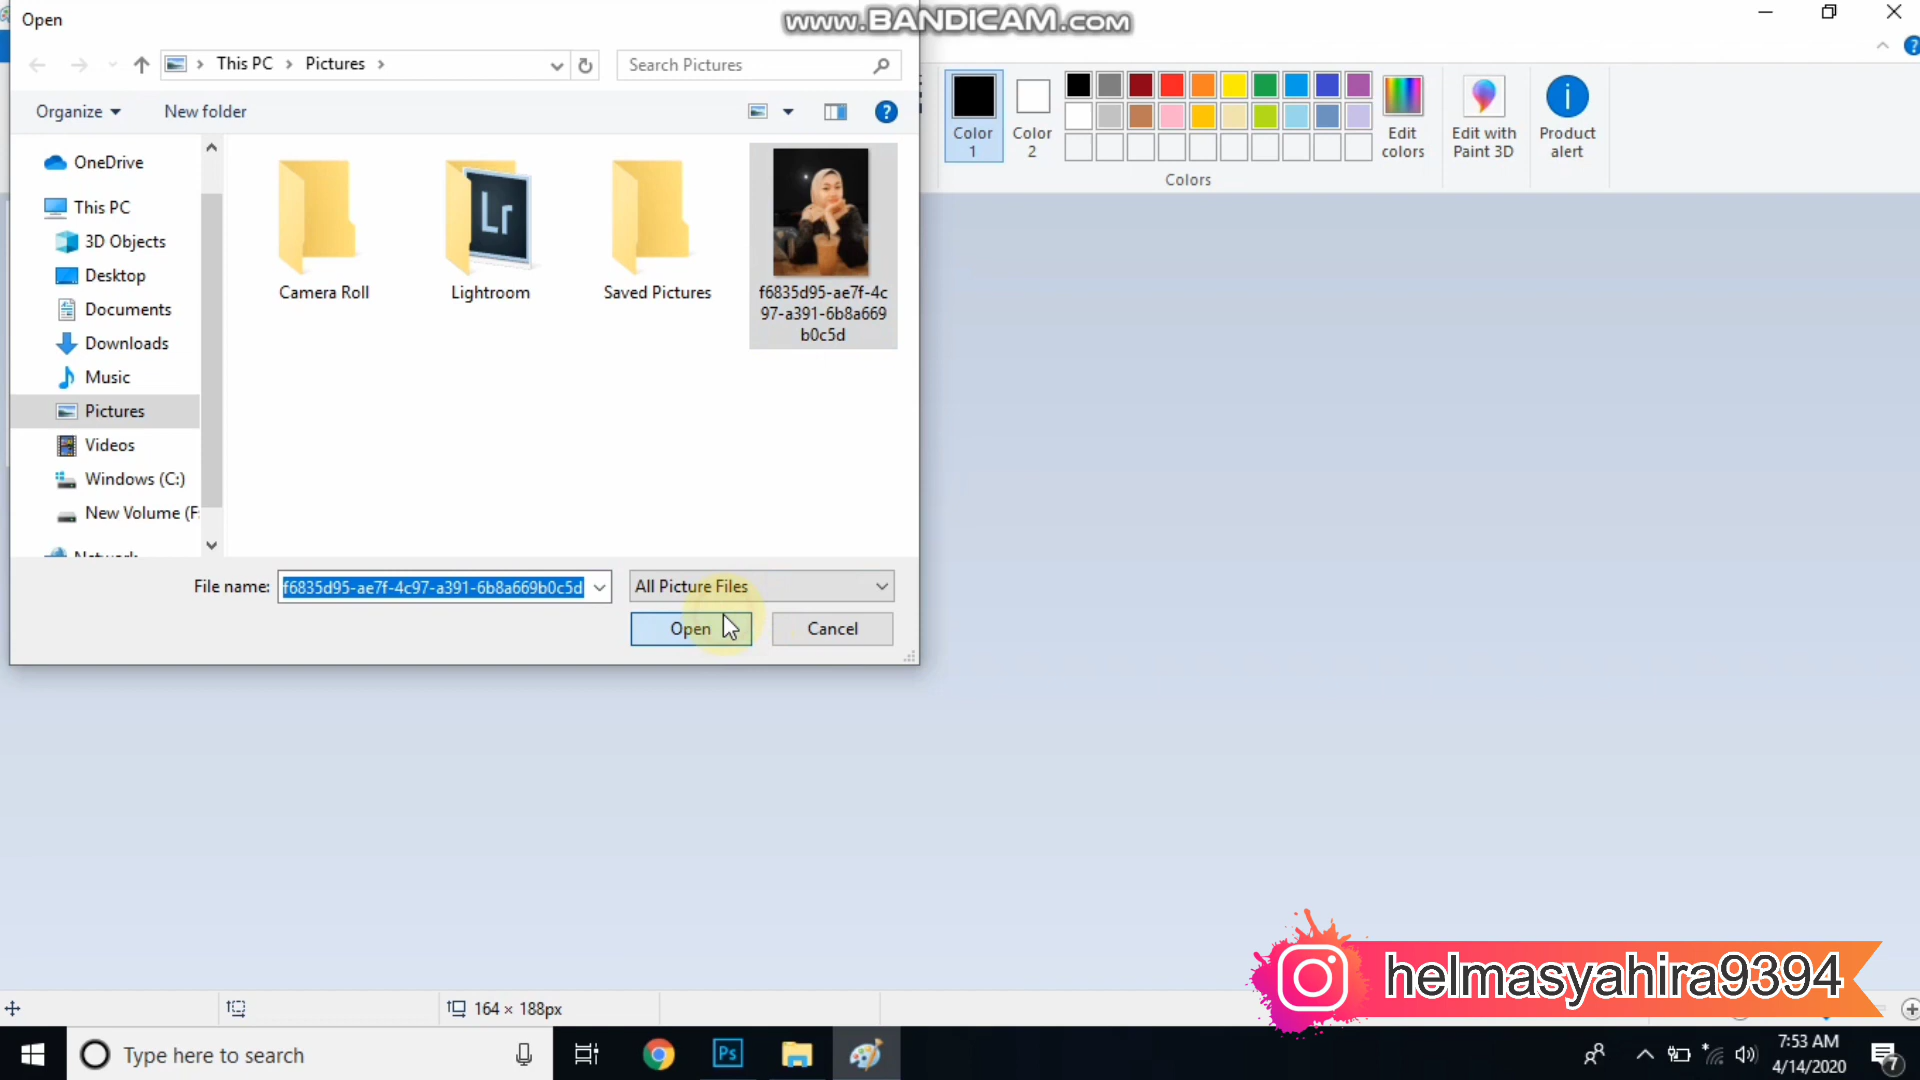 Open
www.BANDICAM.com
This PC
Pictures
Search Pictures
Organize
New folder
OneDrive
This PC
3D Objects
Desktop
Documents
Downloads
Music
Pictures
Videos
Windows (C:)
New Volume (F:
Network
Camera Roll
Lr
Lightroom
Saved Pictures
f6835d95-ae7f-4c
97-a391-6b8a669
b0c5d
File name:
f6835d95-ae7f-4c97-a391-6b8a669b0c5d
All Picture Files
Open
Cancel
Color
1
Color
2
Edit
colors
Edit with
Paint 3D
Product
alert
Colors
164 × 188px
helmasyahira9394
Type here to search
Ps
7:53 AM
4/14/2020
7